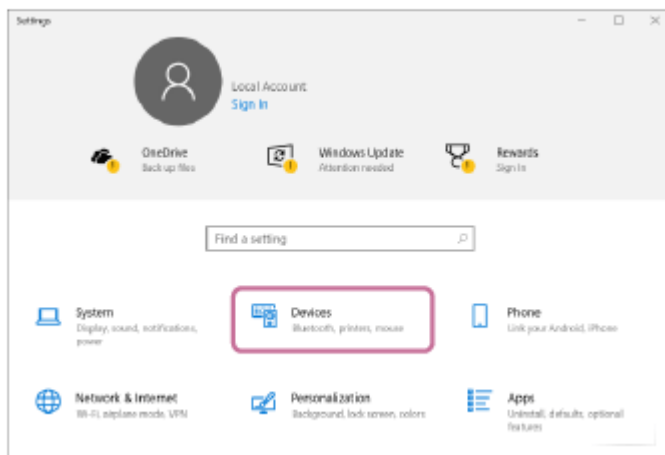 Settings
Local Account
Sign In
OneDrive
Back up files
Windows Update
Attention needed
Rewards
Sign In
Find a setting
System
Display, sound, notifications,
power
Devices
Bluetooth, printers, mouse
Phone
Link your Android, iPhone
Network & Internet
Wi-Fi, airplane mode, VPN
Personalization
Background, lock screen, colors
Apps
Uninstall, defaults, optional
features